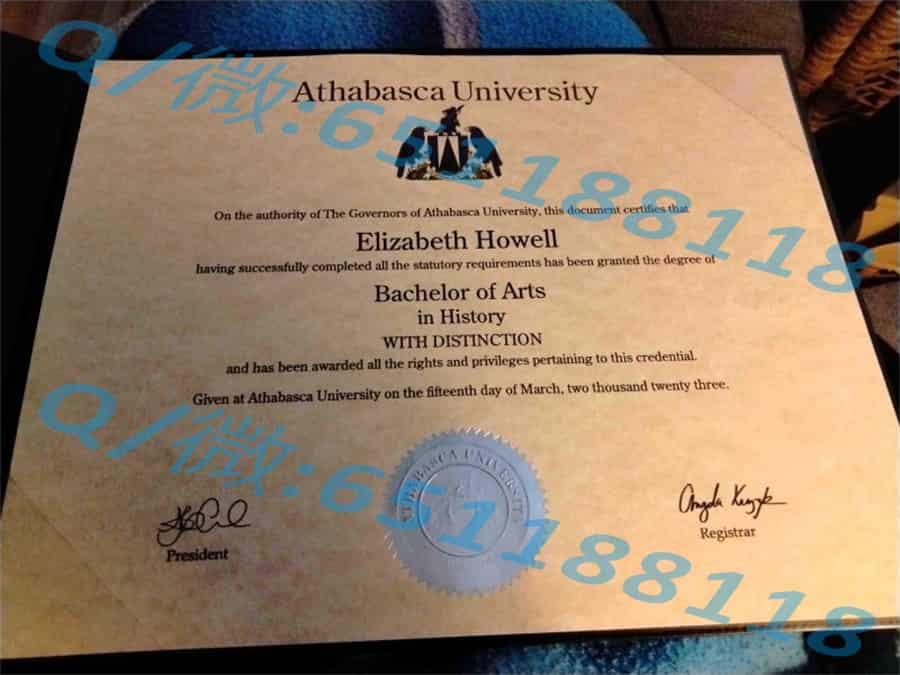 Athabasca University
On the authority of The Governors of Athabasca University, this document certifies that
Elizabeth Howell
having successfully completed all the statutory requirements has been granted the degree of
Bachelor of Arts
in History
WITH DISTINCTION
and has been awarded all the rights and privileges pertaining to this credential.
Given at Athabasca University on the fifteenth day of March, two thousand twenty three.
ATHABASCA UNIVERSITY
President
Registrar
Q/微:651188118
Q/微:651188118